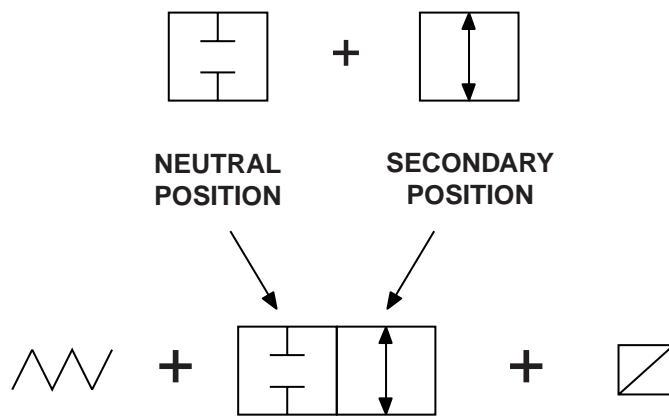 +
NEUTRAL
POSITION
SECONDARY
POSITION
+
+